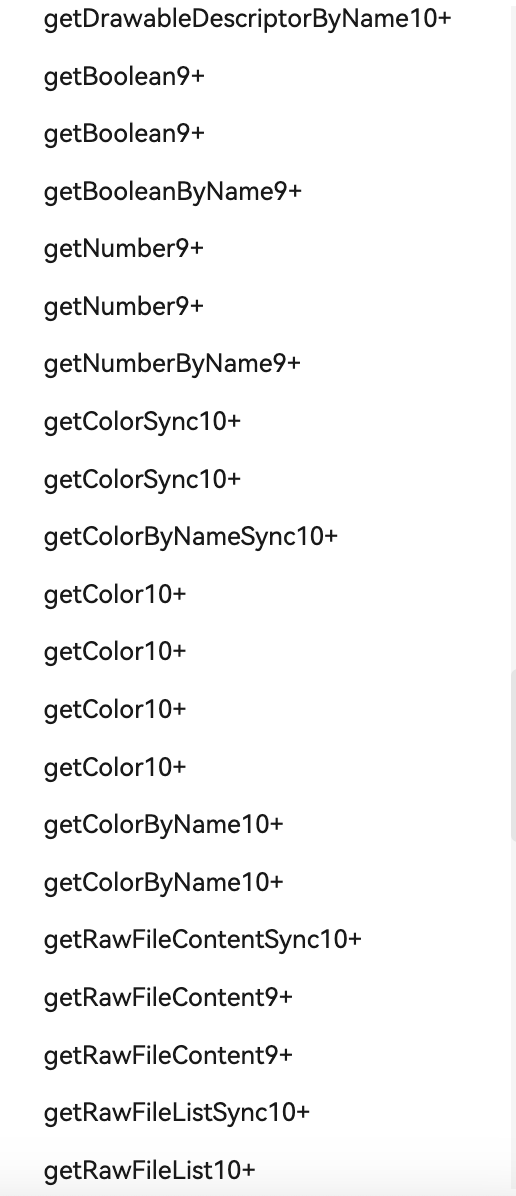 getDrawableDescriptorByName10+
getBoolean9+
getBoolean9+
getBooleanByName9+
getNumber9+
getNumber9+
getNumberByName9+
getColorSync10+
getColorSync10+
getColorByNameSync10+
getColor10+
getColor10+
getColor10+
getColor10+
getColorByName10+
getColorByName10+
getRawFileContentSync10+
getRawFileContent9+
getRawFileContent9+
getRawFileListSync10+
getRawFileList10+